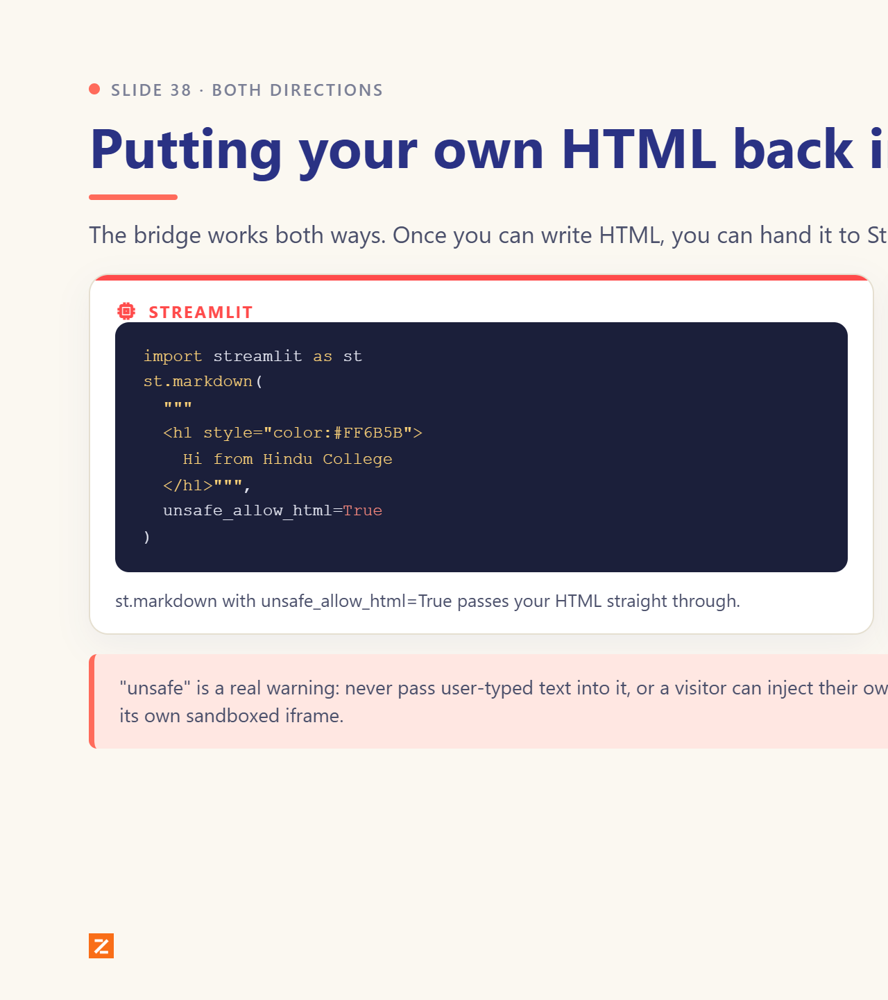 SLIDE 38 · BOTH DIRECTIONS
Putting your own HTML back
The bridge works both ways. Once you can write HTML, you can hand it to
STREAMLIT
import streamlit as st
st.markdown(
  """
  <h1 style="color:#FF6B5B">
    Hi from Hindu College
  </h1>""",
  unsafe_allow_html=True
)
st.markdown with unsafe_allow_html=True passes your HTML straight through.
"unsafe" is a real warning: never pass user-typed text into it, or a visitor can inject their
its own sandboxed iframe.